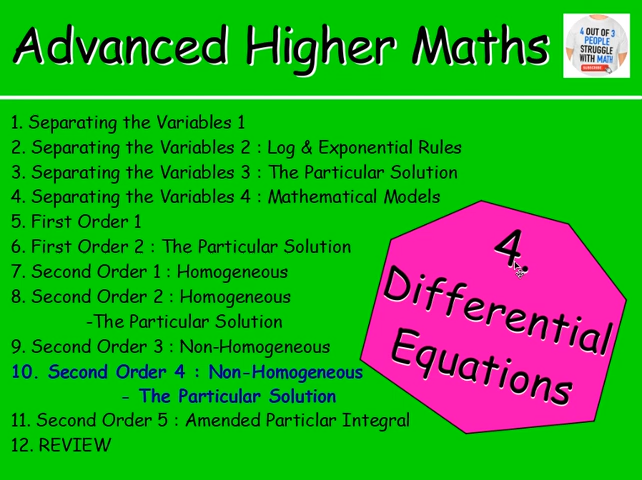 Advanced Higher Maths
4 OUT OF 3
PEOPLE
STRUGGLE
WITH MATH
1. Separating the Variables 1
2. Separating the Variables 2 : Log & Exponential Rules
3. Separating the Variables 3 : The Particular Solution
4. Separating the Variables 4 : Mathematical Models
5. First Order 1
6. First Order 2 : The Particular Solution
7. Second Order 1 : Homogeneous
8. Second Order 2 : Homogeneous
-The Particular Solution
9. Second Order 3 : Non-Homogeneous
10. Second Order 4 : Non-Homogeneous
- The Particular Solution
11. Second Order 5 : Amended Particlar Integral
12. REVIEW
4.
Differential
Equations